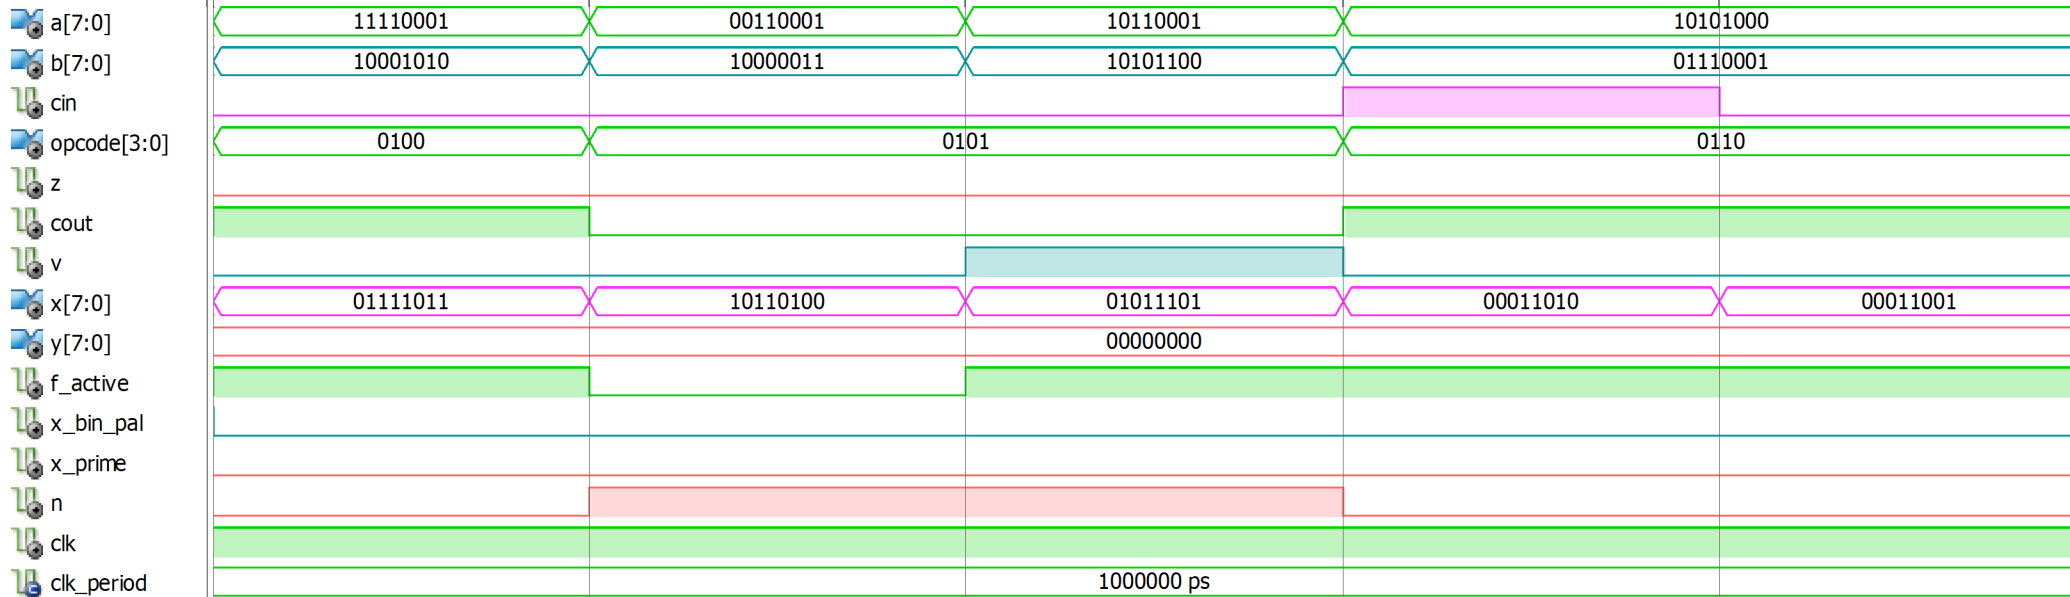 a[7:0] 11110001 00110001 10110001 10101000
b[7:0] 10001010 10000011 10101100 01110001
cin
opcode[3:0] 0100 0101 0110
z
cout
v
x[7:0] 01111011 10110100 01011101 00011010 00011001
y[7:0] 00000000
f_active
x_bin_pal
x_prime
n
clk
clk_period 1000000 ps